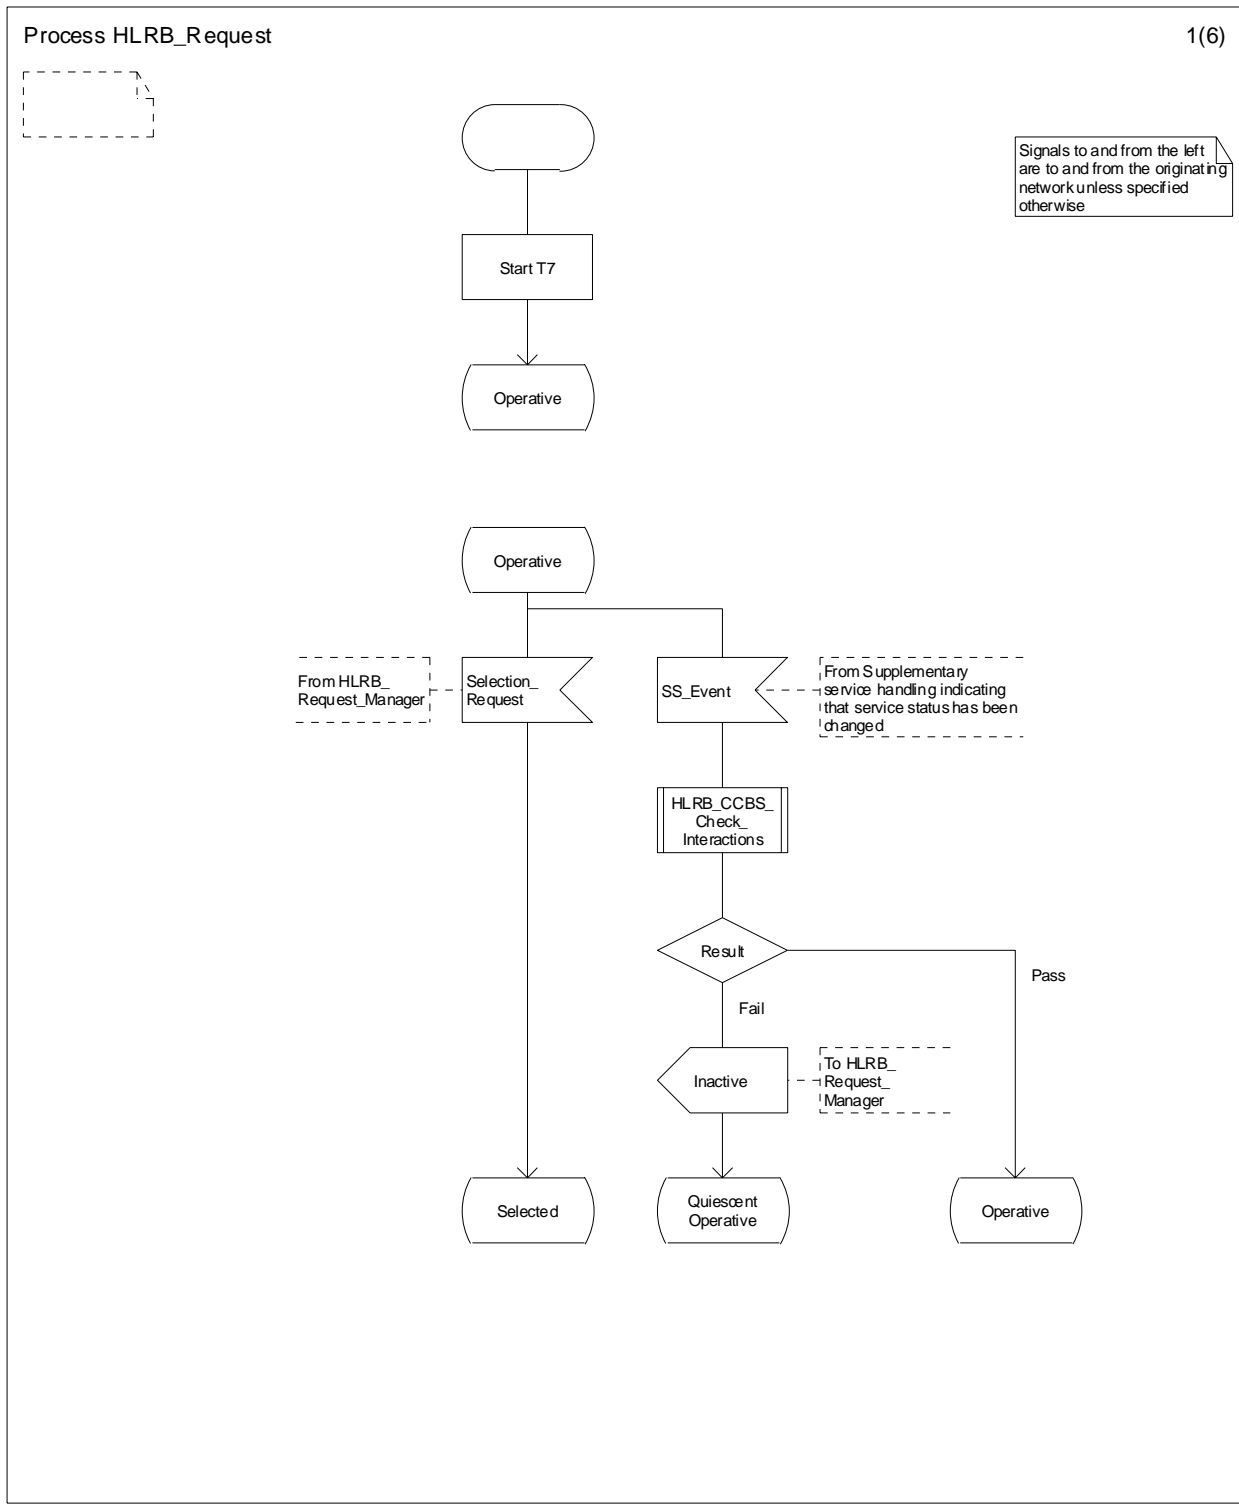 Process HLRB_Request
1(6)
Signals to and from the left
are to and from the originating
network unless specified
otherwise
Start T7
Operative
Operative
From HLRB_
Request_Manager
Selection_
Request
SS_Event
From Supplementary
service handling indicating
that service status has been
changed
HLRB_CCBS_
Check_
Interactions
Result
Pass
Fail
Inactive
To HLRB_
Request_
Manager
Selected
Quiescent
Operative
Operative